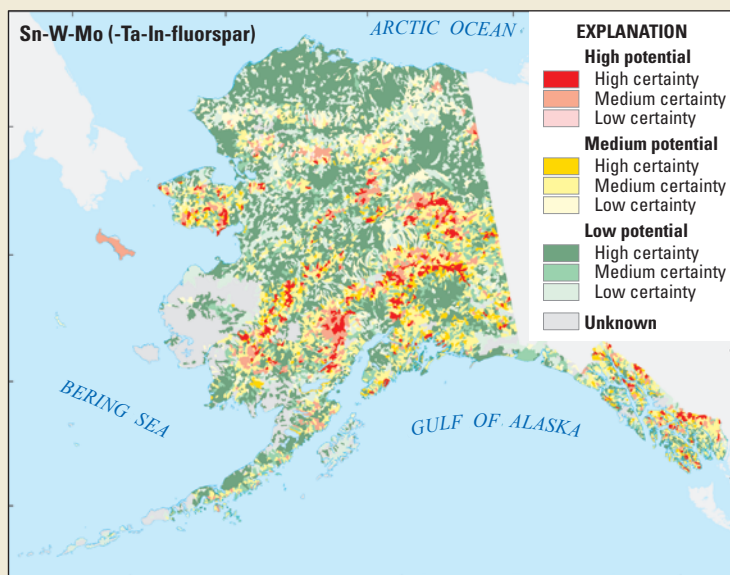 Sn-W-Mo (-Ta-In-fluorspar)
ARCTIC OCEAN
EXPLANATION
High potential
High certainty
Medium certainty
Low certainty
Medium potential
High certainty
Medium certainty
Low certainty
Low potential
High certainty
Medium certainty
Low certainty
Unknown
BERING SEA
GULF OF ALASKA